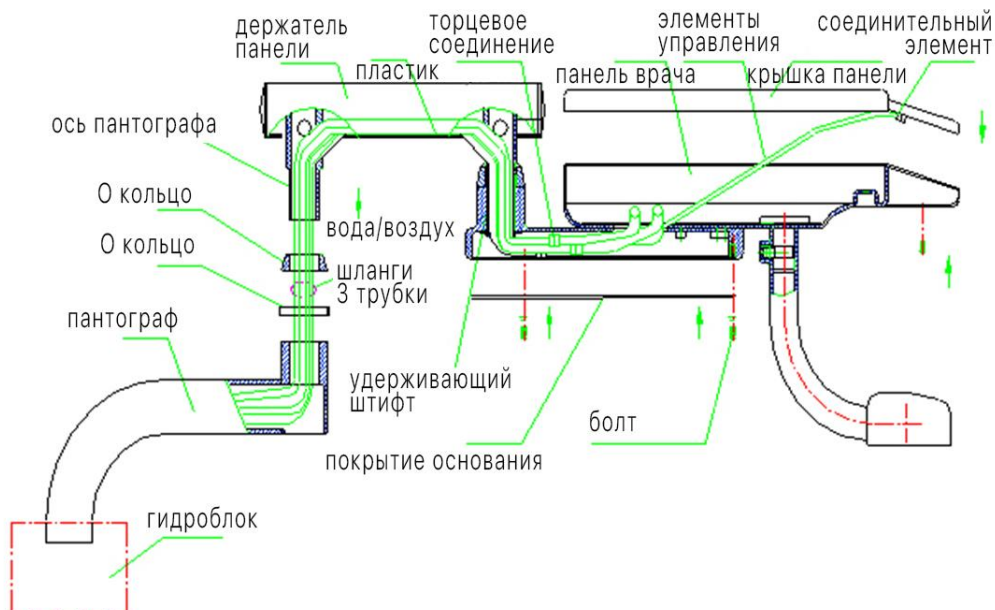 держатель
панели
торцевое
соединение
элементы
управления
соединительный
элемент
пластик
панель врача
крышка панели
ось пантографа
О кольцо
вода/воздух
О кольцо
шланги
3 трубки
пантограф
удерживающий
штифт
болт
покрытие основания
гидроблок